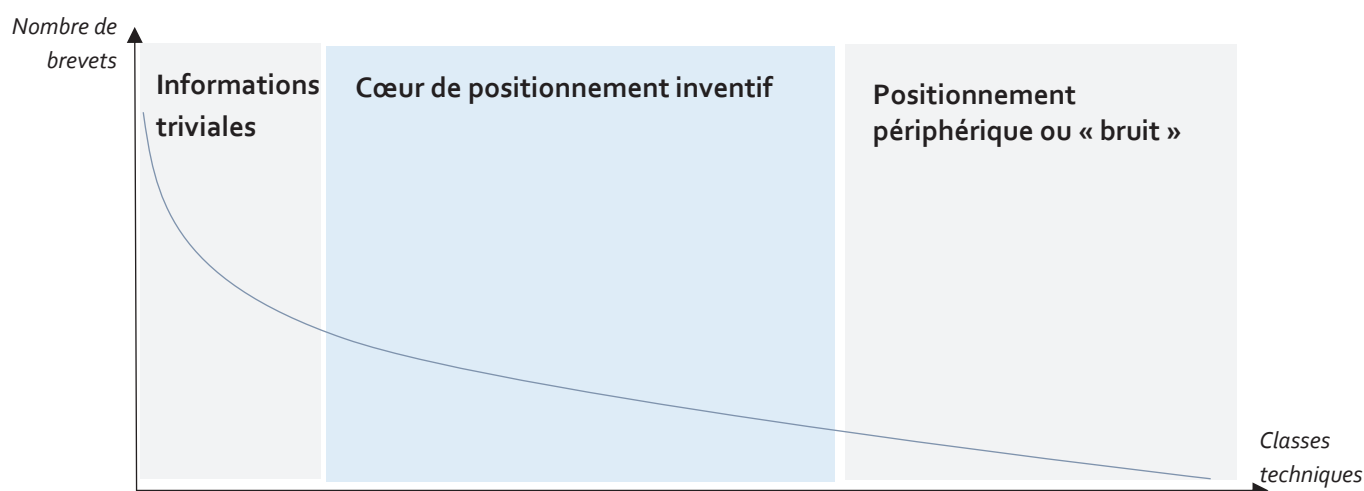 Nombre de
brevets
Informations
triviales
Cœur de positionnement inventif
Positionnement
périphérique ou « bruit »
Classes
techniques